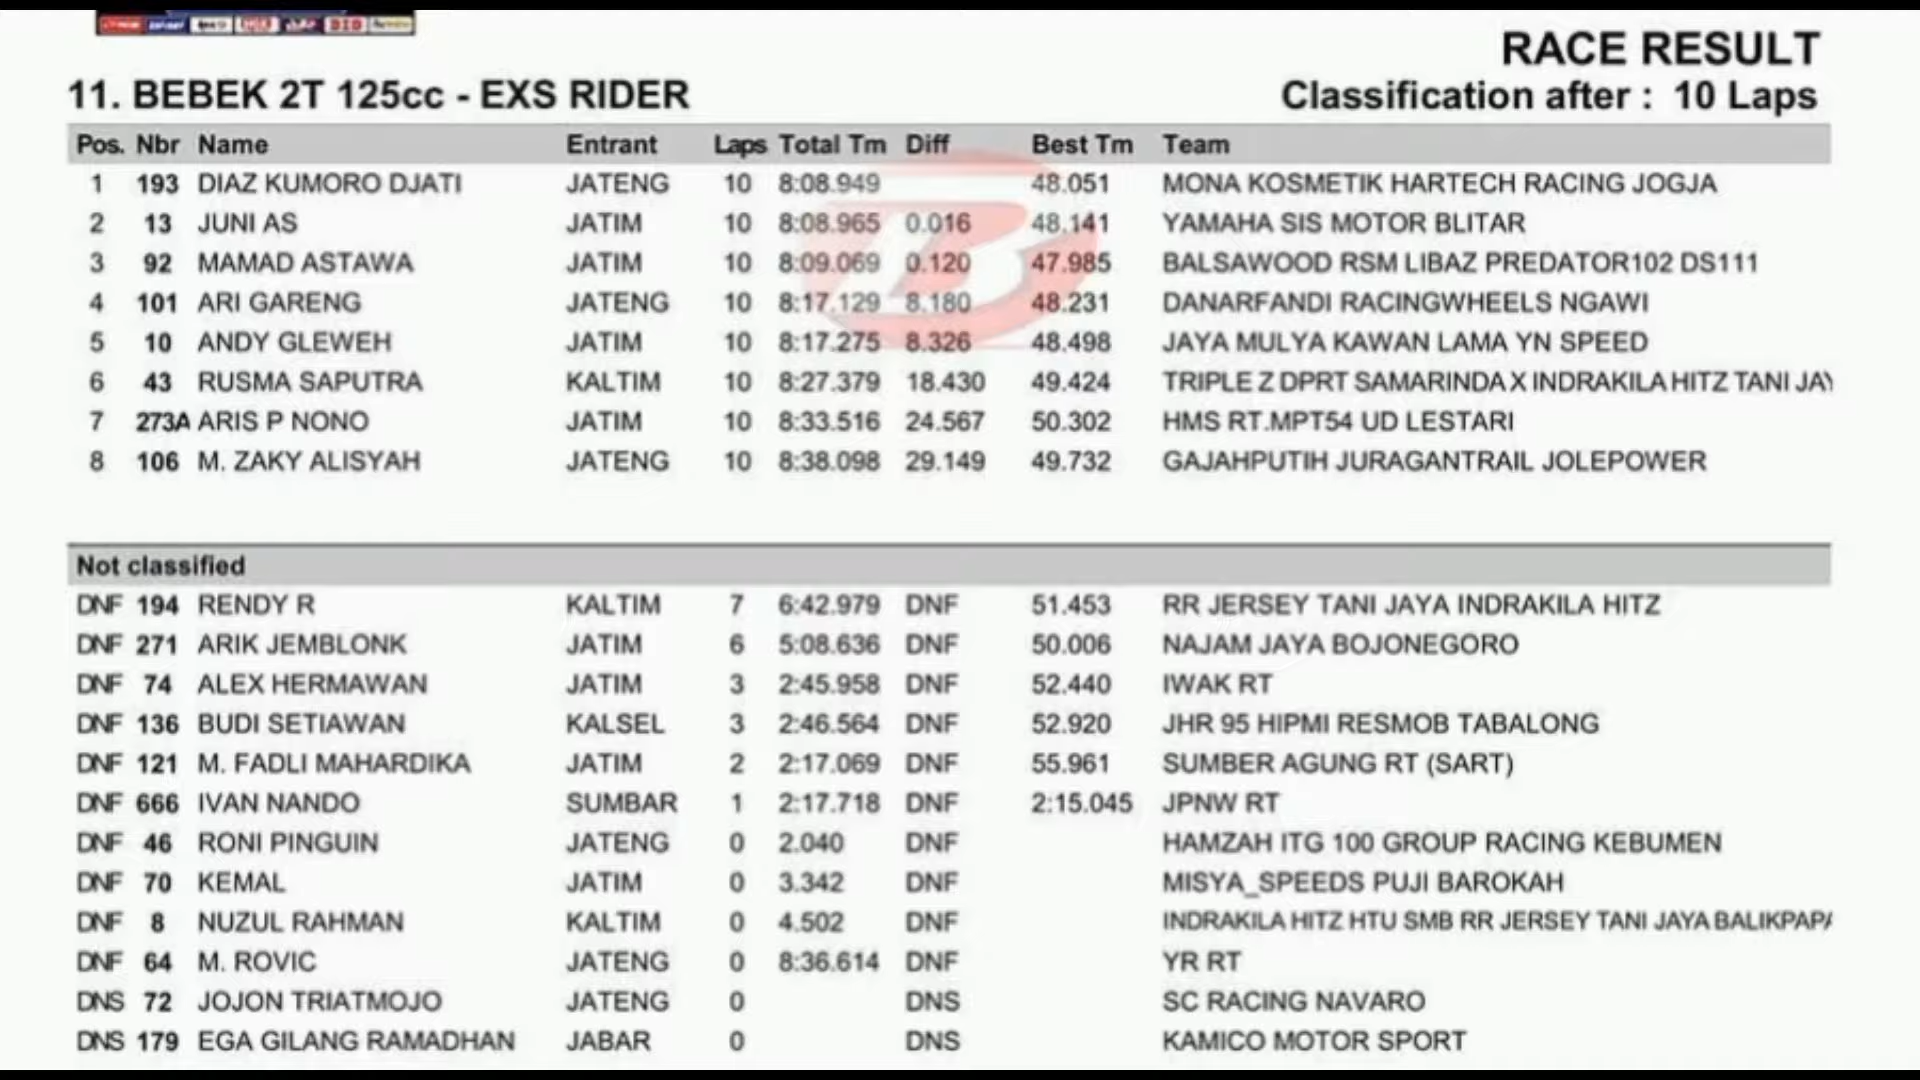 RACE RESULT
11. BEBEK 2T 125cc - EXS RIDER
Classification after : 10 Laps
Pos. Nbr Name Entrant Laps Total Tm Diff Best Tm Team
1 193 DIAZ KUMORO DJATI JATENG 10 8:08.949 48.051 MONA KOSMETIK HARTECH RACING JOGJA
2 13 JUNI AS JATIM 10 8:08.965 0.016 48.141 YAMAHA SIS MOTOR BLITAR
3 92 MAMAD ASTAWA JATIM 10 8:09.069 0.120 47.985 BALSAWOOD RSM LIBAZ PREDATOR102 DS111
4 101 ARI GARENG JATENG 10 8:17.129 8.180 48.231 DANARFANDI RACINGWHEELS NGAWI
5 10 ANDY GLEWEH JATIM 10 8:17.275 8.326 48.498 JAYA MULYA KAWAN LAMA YN SPEED
6 43 RUSMA SAPUTRA KALTIM 10 8:27.379 18.430 49.424 TRIPLE Z DPRT SAMARINDA X INDRAKILA HITZ TANI JAY
7 273A ARIS P NONO JATIM 10 8:33.516 24.567 50.302 HMS RT.MPT54 UD LESTARI
8 106 M. ZAKY ALISYAH JATENG 10 8:38.098 29.149 49.732 GAJAHPUTIH JURAGANTRAIL JOLEPOWER
Not classified
DNF 194 RENDY R KALTIM 7 6:42.979 DNF 51.453 RR JERSEY TANI JAYA INDRAKILA HITZ
DNF 271 ARIK JEMBLONK JATIM 6 5:08.636 DNF 50.006 NAJAM JAYA BOJONEGORO
DNF 74 ALEX HERMAWAN JATIM 3 2:45.958 DNF 52.440 IWAK RT
DNF 136 BUDI SETIAWAN KALSEL 3 2:46.564 DNF 52.920 JHR 95 HIPMI RESMOB TABALONG
DNF 121 M. FADLI MAHARDIKA JATIM 2 2:17.069 DNF 55.961 SUMBER AGUNG RT (SART)
DNF 666 IVAN NANDO SUMBAR 1 2:17.718 DNF 2:15.045 JPNW RT
DNF 46 RONI PINGUIN JATENG 0 2.040 DNF HAMZAH ITG 100 GROUP RACING KEBUMEN
DNF 70 KEMAL JATIM 0 3.342 DNF MISYA_SPEEDS PUJI BAROKAH
DNF 8 NUZUL RAHMAN KALTIM 0 4.502 DNF INDRAKILA HITZ HTU SMB RR JERSEY TANI JAYA BALIKPAPA
DNF 64 M. ROVIC JATENG 0 8:36.614 DNF YR RT
DNS 72 JOJON TRIATMOJO JATENG 0 DNS SC RACING NAVARO
DNS 179 EGA GILANG RAMADHAN JABAR 0 DNS KAMICO MOTOR SPORT